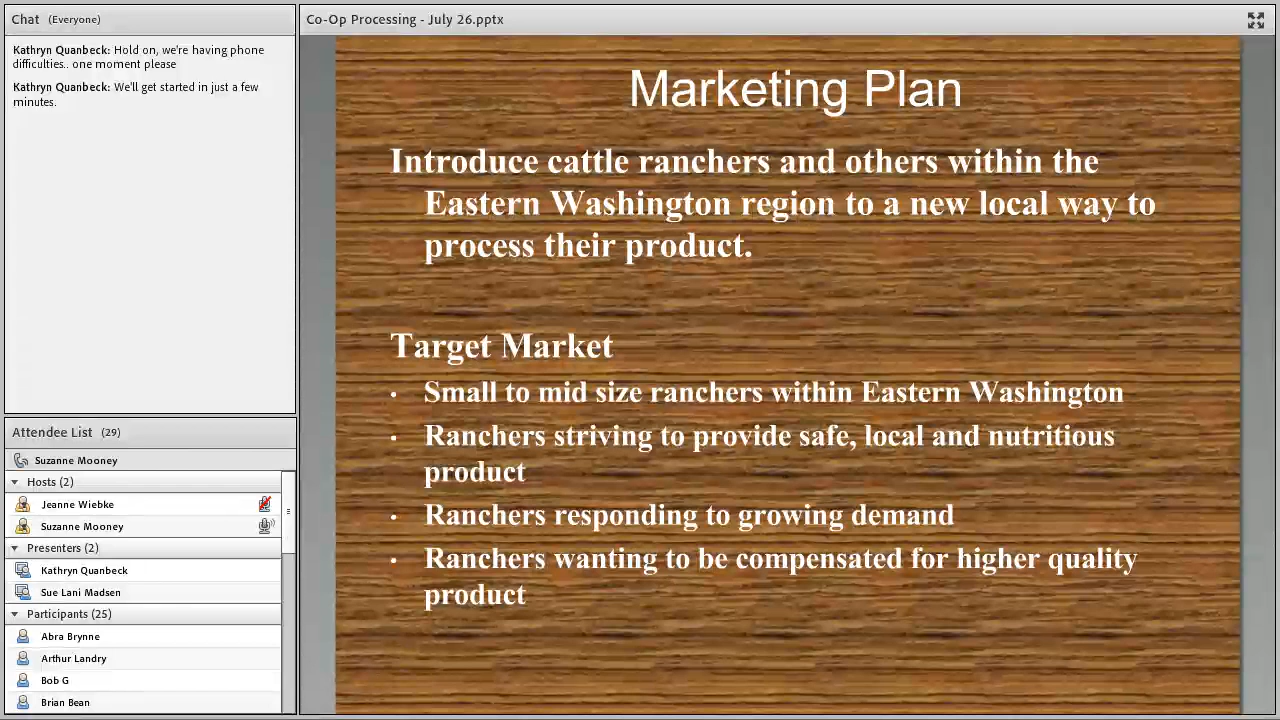 Chat (Everyone)
Kathryn Quanbeck: Hold on, we're having phone
difficulties.. one moment please
Kathryn Quanbeck: We'll get started in just a few
minutes.
Attendee List (29)
Suzanne Mooney
Hosts (2)
Jeanne Wiebke
Suzanne Mooney
Presenters (2)
Kathryn Quanbeck
Sue Lani Madsen
Participants (25)
Abra Brynne
Arthur Landry
Bob G
Brian Bean
Co-Op Processing - July 26.pptx
Marketing Plan
Introduce cattle ranchers and others within the
Eastern Washington region to a new local way to
process their product.
Target Market
• Small to mid size ranchers within Eastern Washington
• Ranchers striving to provide safe, local and nutritious
product
• Ranchers responding to growing demand
• Ranchers wanting to be compensated for higher quality
product